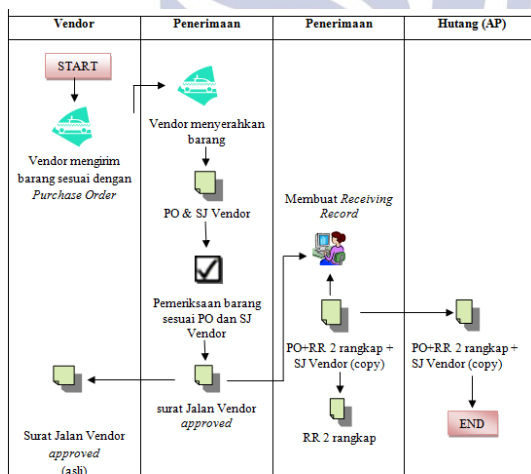 Vendor
Penerimaan
Penerimaan
Hutang (AP)
START
Vendor mengirim
barang sesuai dengan
Purchase Order
Surat Jalan Vendor
approved
(asli)
Vendor menyerahkan
barang
PO & SJ Vendor
Pemeriksaan barang
sesuai PO dan SJ
Vendor
surat Jalan Vendor
approved
Membuat Receiving
Record
PO+RR 2 rangkap +
SJ Vendor (copy)
RR 2 rangkap
PO+RR 2 rangkap +
SJ Vendor (copy)
END